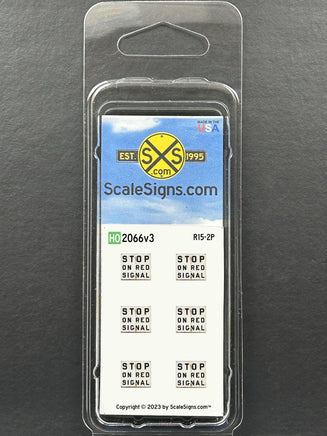 MADE IN THE
USA
EST. SXS 1995
.com
ScaleSigns.com
HO 2066v3 R15-2P
STOP STOP
ON RED ON RED
SIGNAL SIGNAL
STOP STOP
ON RED ON RED
SIGNAL SIGNAL
STOP STOP
ON RED ON RED
SIGNAL SIGNAL
Copyright © 2023 by ScaleSigns.com™